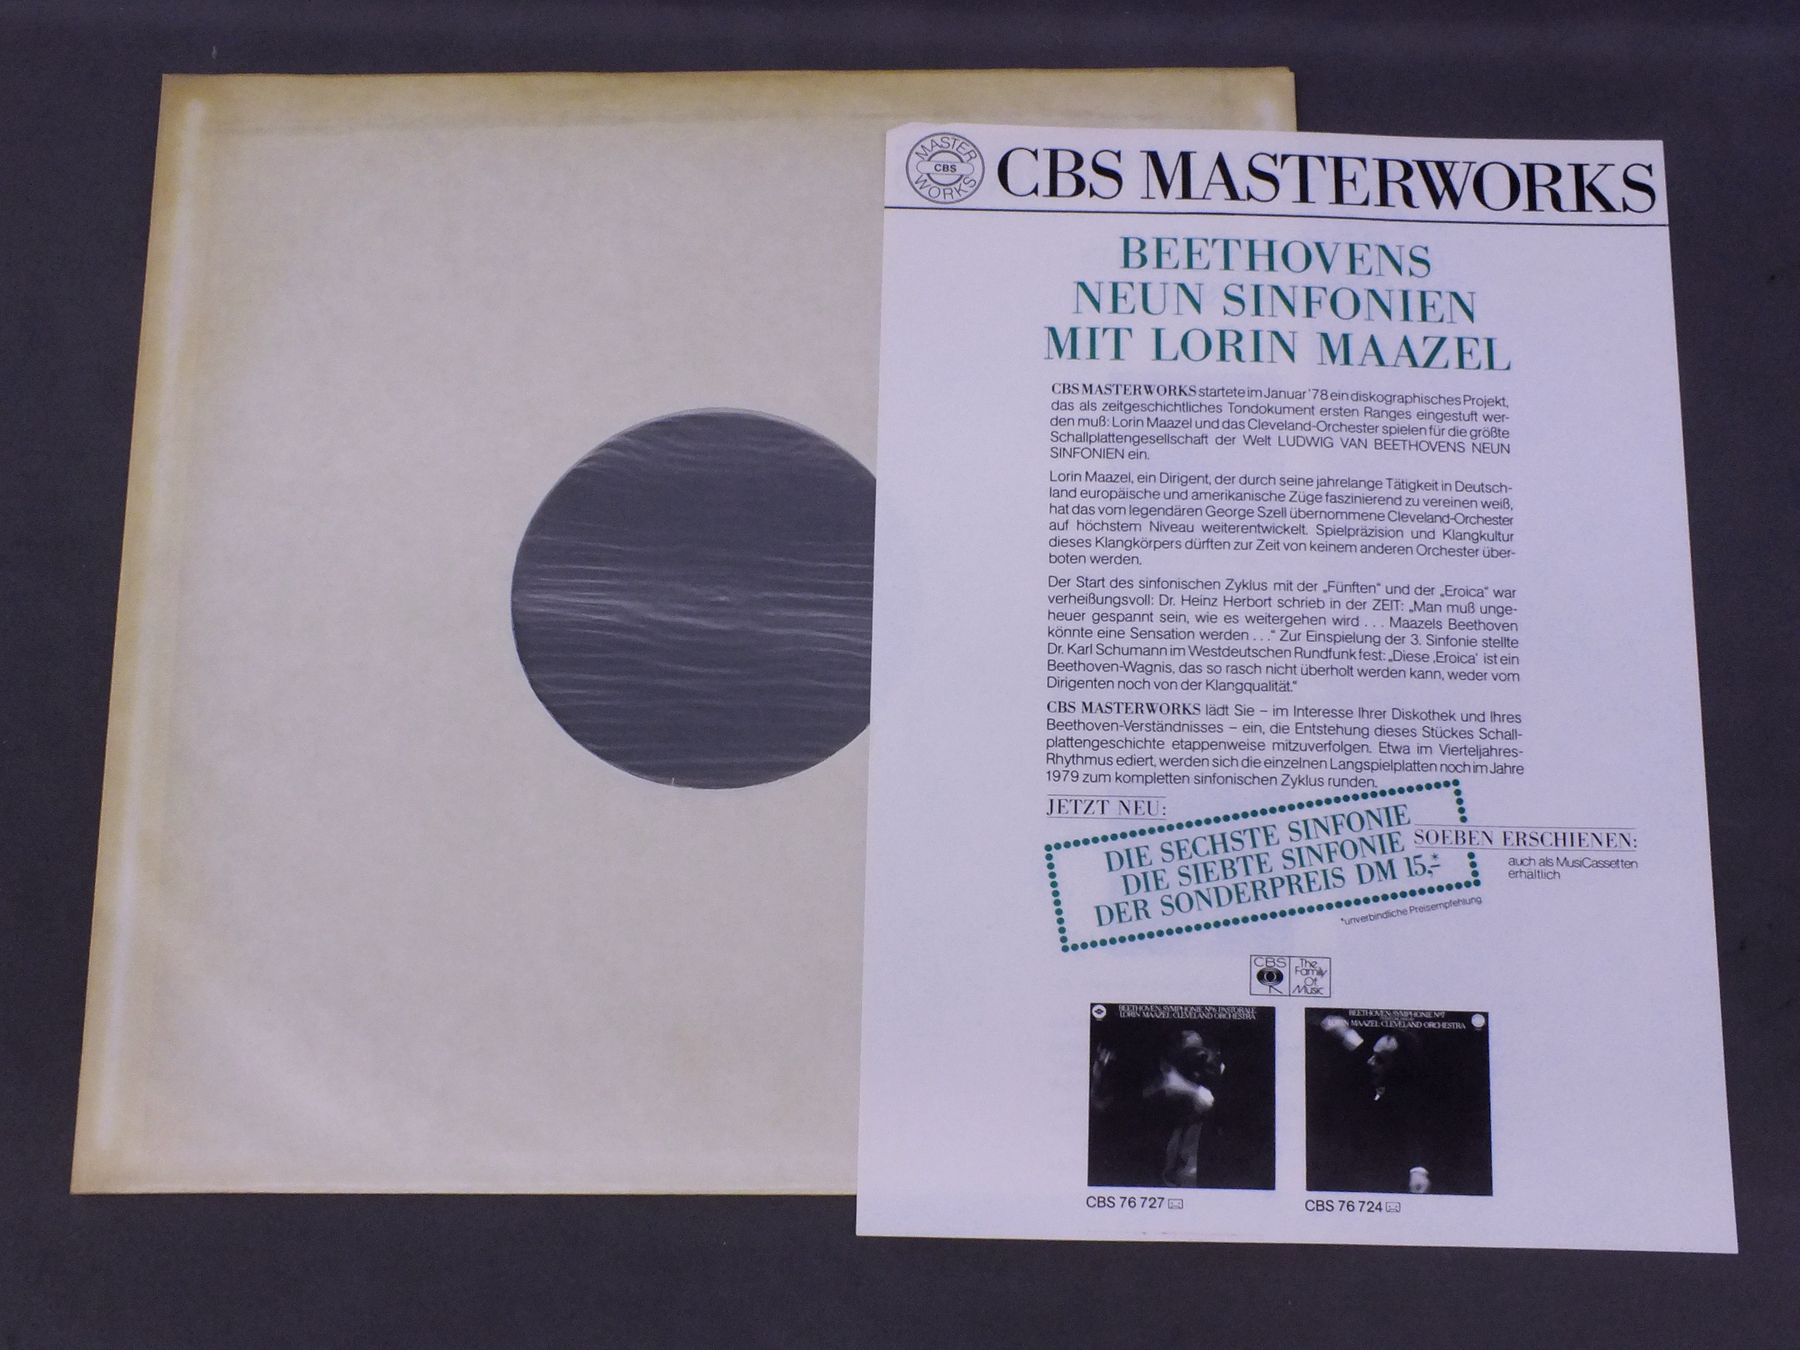 MASTER
CBS
WORKS
CBS MASTERWORKS
BEETHOVENS
NEUN SINFONIEN
MIT LORIN MAAZEL
CBS MASTERWORKS startete im Januar '78 ein diskographisches Projekt,
das als zeitgeschichtliches Tondokument ersten Ranges eingestuft wer-
den muß: Lorin Maazel und das Cleveland-Orchester spielen für die größte
Schallplattengesellschaft der Welt LUDWIG VAN BEETHOVENS NEUN
SINFONIEN ein.
Lorin Maazel, ein Dirigent, der durch seine jahrelange Tätigkeit in Deutsch-
land europäische und amerikanische Züge faszinierend zu vereinen weiß,
hat das vom legendären George Szell übernommene Cleveland-Orchester
auf höchstem Niveau weiterentwickelt. Spielpräzision und Klangkultur
dieses Klangkörpers dürften zur Zeit von keinem anderen Orchester über-
boten werden.
Der Start des sinfonischen Zyklus mit der „Fünften“ und der „Eroica“ war
verheißungsvoll: Dr. Heinz Herbort schrieb in der ZEIT: „Man muß unge-
heuer gespannt sein, wie es weitergehen wird . . . Maazels Beethoven
könnte eine Sensation werden . . .“ Zur Einspielung der 3. Sinfonie stellte
Dr. Karl Schumann im Westdeutschen Rundfunk fest: „Diese ‚Eroica‘ ist ein
Beethoven-Wagnis, das so rasch nicht überholt werden kann, weder vom
Dirigenten noch von der Klangqualität.“
CBS MASTERWORKS lädt Sie – im Interesse Ihrer Diskothek und Ihres
Beethoven-Verständnisses – ein, die Entstehung dieses Stückes Schall-
plattengeschichte etappenweise mitzuverfolgen. Etwa im Vierteljahres-
Rhythmus ediert, werden sich die einzelnen Langspielplatten noch im Jahre
1979 zum kompletten sinfonischen Zyklus runden.
JETZT NEU:
DIE SECHSTE SINFONIE
DIE SIEBTE SINFONIE
DER SONDERPREIS DM 15,-*
*unverbindliche Preisempfehlung
SOEBEN ERSCHIENEN:
auch als MusiCassetten
erhältlich
CBS
The
Family
Of
Music
BEETHOVEN: SYMPHONIE Nº6 PASTORALE
LORIN MAAZEL CLEVELAND ORCHESTRA
BEETHOVEN: SYMPHONIE Nº7
LORIN MAAZEL CLEVELAND ORCHESTRA
CBS 76 727
CBS 76 724